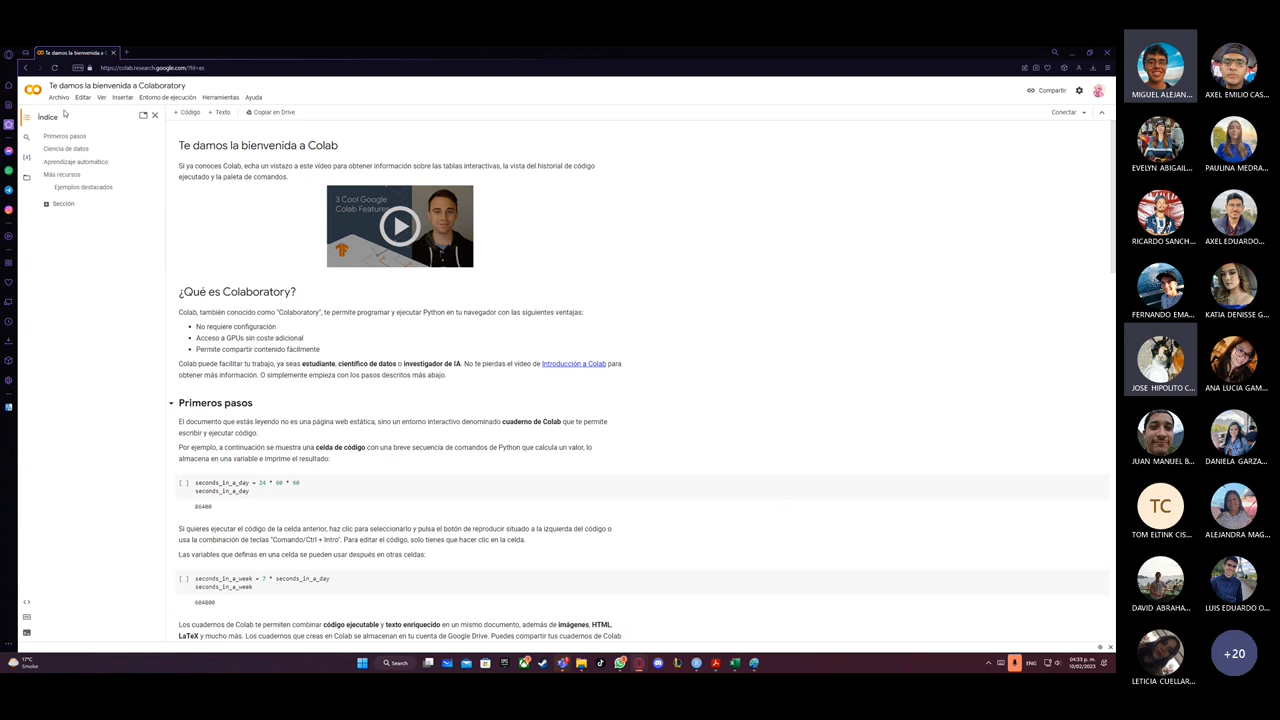 Te damos la bienvenida a C
https://colab.research.google.com/?hl=es
Te damos la bienvenida a Colaboratory
Archivo Editar Ver Insertar Entorno de ejecución Herramientas Ayuda
Compartir
Índice
+ Código + Texto Copiar en Drive
Conectar
Primeros pasos
Ciencia de datos
Aprendizaje automático
Más recursos
Ejemplos destacados
Sección
Te damos la bienvenida a Colab
Si ya conoces Colab, echa un vistazo a este vídeo para obtener información sobre las tablas interactivas, la vista del historial de código
ejecutado y la paleta de comandos.
3 Cool Google
Colab Features
¿Qué es Colaboratory?
Colab, también conocido como "Colaboratory", te permite programar y ejecutar Python en tu navegador con las siguientes ventajas:
• No requiere configuración
• Acceso a GPUs sin coste adicional
• Permite compartir contenido fácilmente
Colab puede facilitar tu trabajo, ya seas estudiante, científico de datos o investigador de IA. No te pierdas el vídeo de Introducción a Colab para
obtener más información. O simplemente empieza con los pasos descritos más abajo.
Primeros pasos
El documento que estás leyendo no es una página web estática, sino un entorno interactivo denominado cuaderno de Colab que te permite
escribir y ejecutar código.
Por ejemplo, a continuación se muestra una celda de código con una breve secuencia de comandos de Python que calcula un valor, lo
almacena en una variable e imprime el resultado:
[ ] seconds_in_a_day = 24 * 60 * 60
seconds_in_a_day
86400
Si quieres ejecutar el código de la celda anterior, haz clic para seleccionarlo y pulsa el botón de reproducir situado a la izquierda del código o
usa la combinación de teclas "Comando/Ctrl + Intro". Para editar el código, solo tienes que hacer clic en la celda.
Las variables que definas en una celda se pueden usar después en otras celdas:
[ ] seconds_in_a_week = 7 * seconds_in_a_day
seconds_in_a_week
604800
Los cuadernos de Colab te permiten combinar código ejecutable y texto enriquecido en un mismo documento, además de imágenes, HTML,
LaTeX y mucho más. Los cuadernos que creas en Colab se almacenan en tu cuenta de Google Drive. Puedes compartir tus cuadernos de Colab
17°C
Smoke
Search
ENG
04:33 p. m.
10/02/2023
MIGUEL ALEJAN... AXEL EMILIO CAS...
EVELYN ABIGAIL... PAULINA MEDRA...
RICARDO SANCH... AXEL EDUARDO...
FERNANDO EMA... KATIA DENISSE G...
JOSE HIPOLITO C... ANA LUCIA GAM...
JUAN MANUEL B... DANIELA GARZA...
TC
TOM ELTINK CIS... ALEJANDRA MAG...
DAVID ABRAHA... LUIS EDUARDO O...
+20
LETICIA CUELLAR...